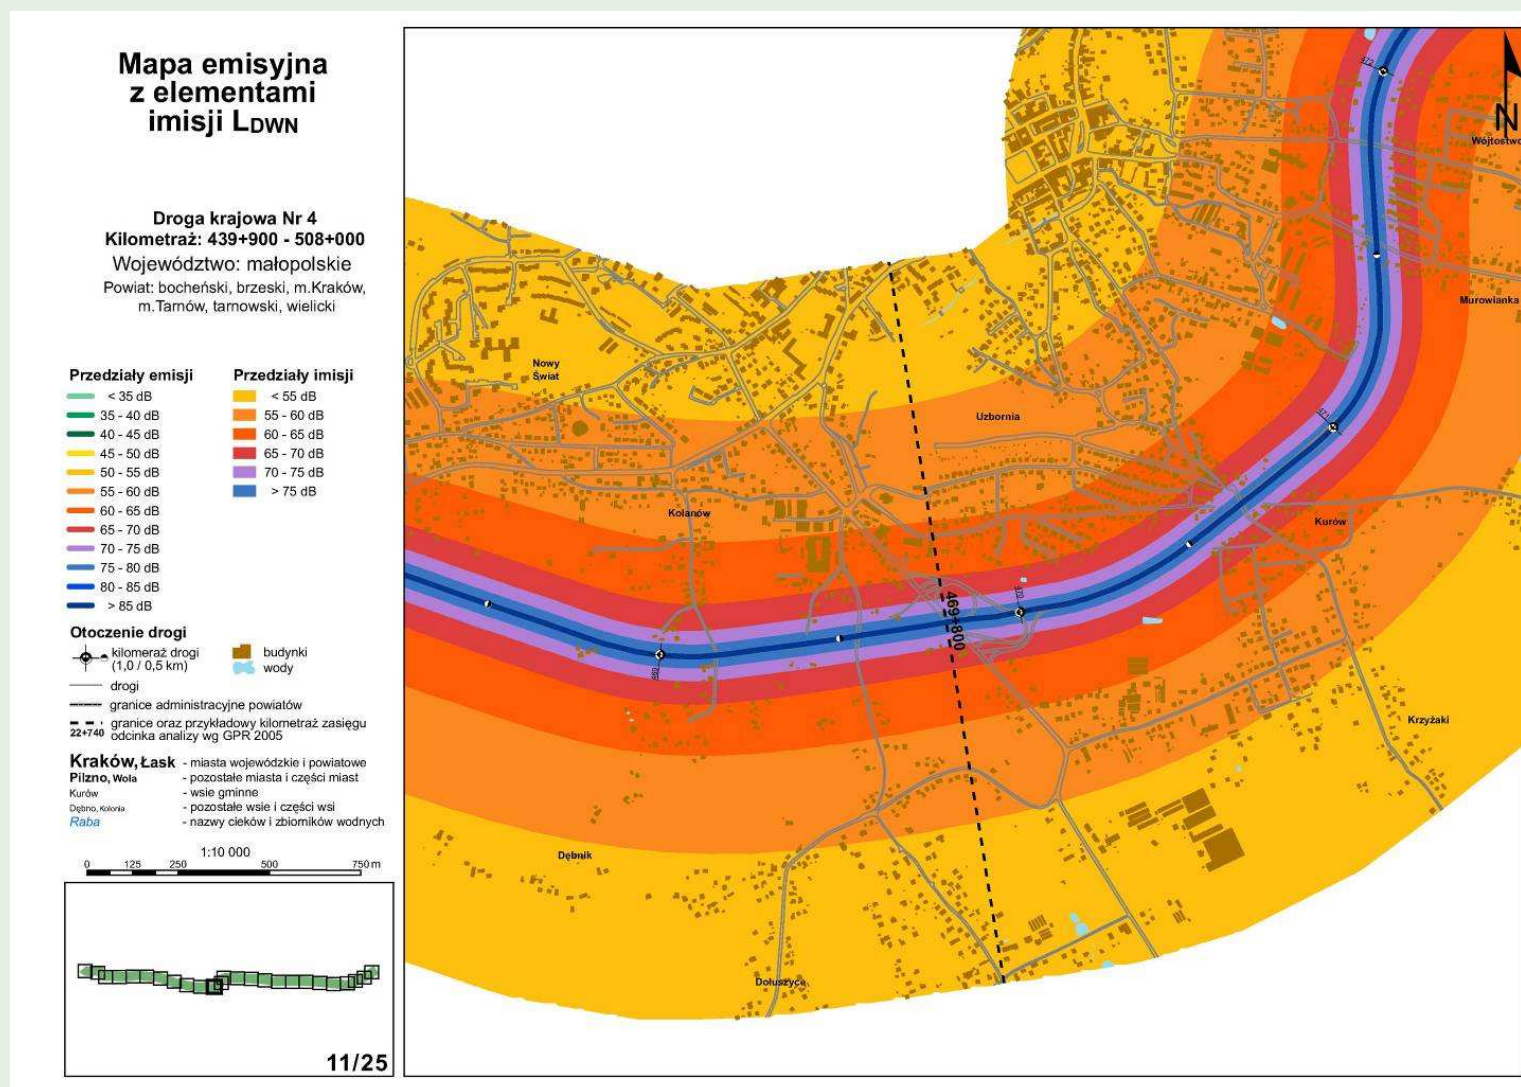 Mapa emisyjna
z elementami
imisji LDWN
Droga krajowa Nr 4
Kilometraż: 439+900 - 508+000
Województwo: małopolskie
Powiat: bocheński, brzeski, m.Kraków,
m.Tarnów, tarnowski, wielicki
Przedziały emisji
< 35 dB
35 - 40 dB
40 - 45 dB
45 - 50 dB
50 - 55 dB
55 - 60 dB
60 - 65 dB
65 - 70 dB
70 - 75 dB
75 - 80 dB
80 - 85 dB
> 85 dB
Przedziały imisji
< 55 dB
55 - 60 dB
60 - 65 dB
65 - 70 dB
70 - 75 dB
> 75 dB
Otoczenie drogi
kilomeraż drogi
(1,0 / 0,5 km)
budynki
wody
drogi
granice administracyjne powiatów
22+740
granice oraz przykładowy kilometraż zasięgu
odcinka analizy wg GPR 2005
Kraków, Łask - miasta wojewódzkie i powiatowe
Pilzno, Wola - pozostałe miasta i części miast
Kurów - wsie gminne
Dębno, Kolonia - pozostałe wsie i części wsi
Raba - nazwy cieków i zbiorników wodnych
1:10 000
0 125 250 500 750 m
11/25
N
472
Wójtostwo
Murowianka
Nowy
Świat
Uzbornia
471
Kolanów
Kurów
470
469+800
469
Krzyżaki
Dębnik
Dołuszyce